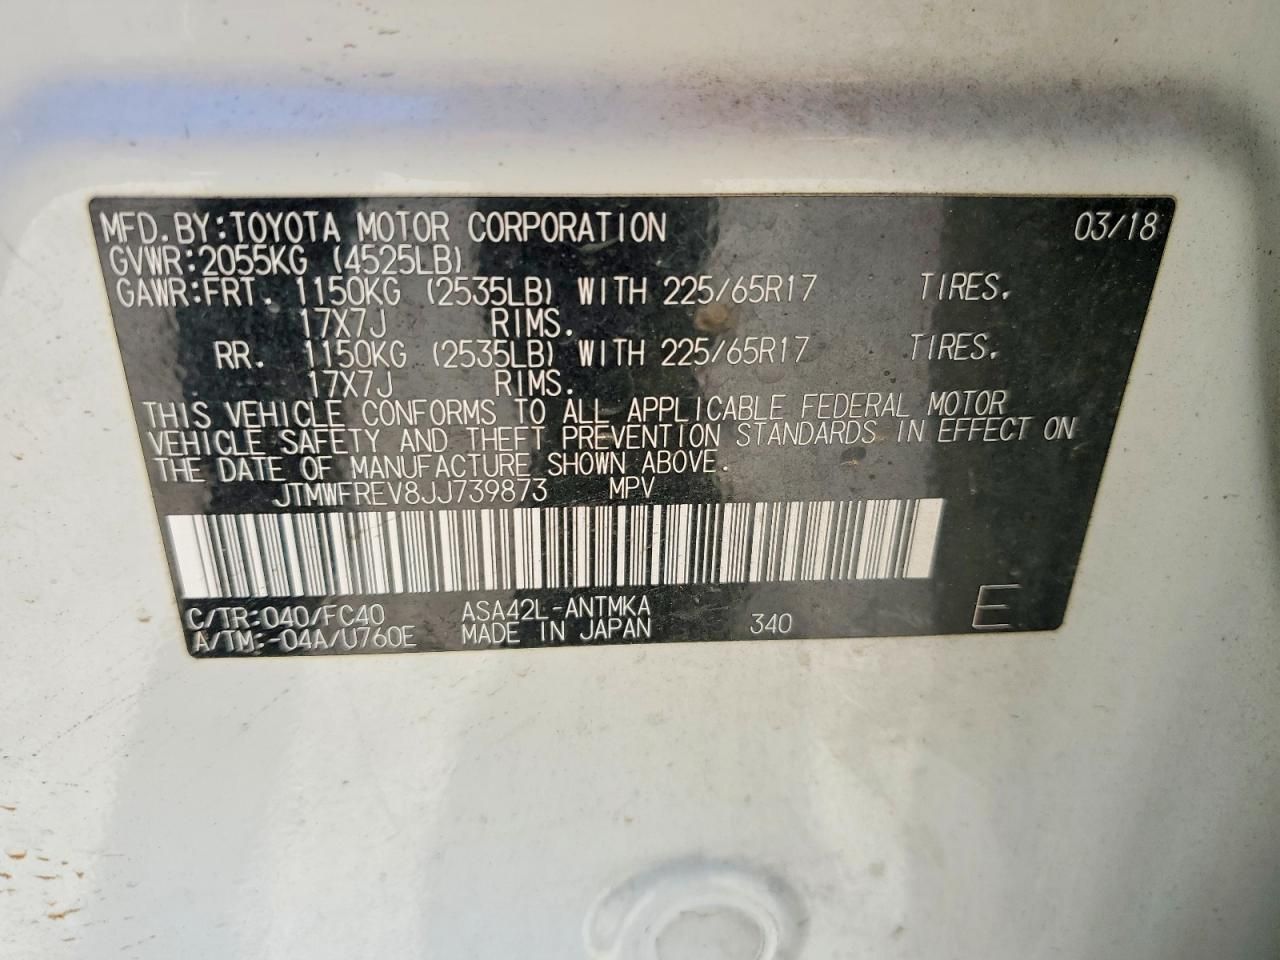 MFD.BY:TOYOTA MOTOR CORPORATION 03/18
GVWR:2055KG (4525LB)
GAWR:FRT. 1150KG (2535LB) WITH 225/65R17 TIRES.
17X7J RIMS.
RR. 1150KG (2535LB) WITH 225/65R17 TIRES.
17X7J RIMS.
THIS VEHICLE CONFORMS TO ALL APPLICABLE FEDERAL MOTOR
VEHICLE SAFETY AND THEFT PREVENTION STANDARDS IN EFFECT ON
THE DATE OF MANUFACTURE SHOWN ABOVE.
JTMWFREV8JJ739873 MPV
C/TR:040/FC40 ASA42L-ANTMKA
A/TM:-04A/U760E MADE IN JAPAN 340 E